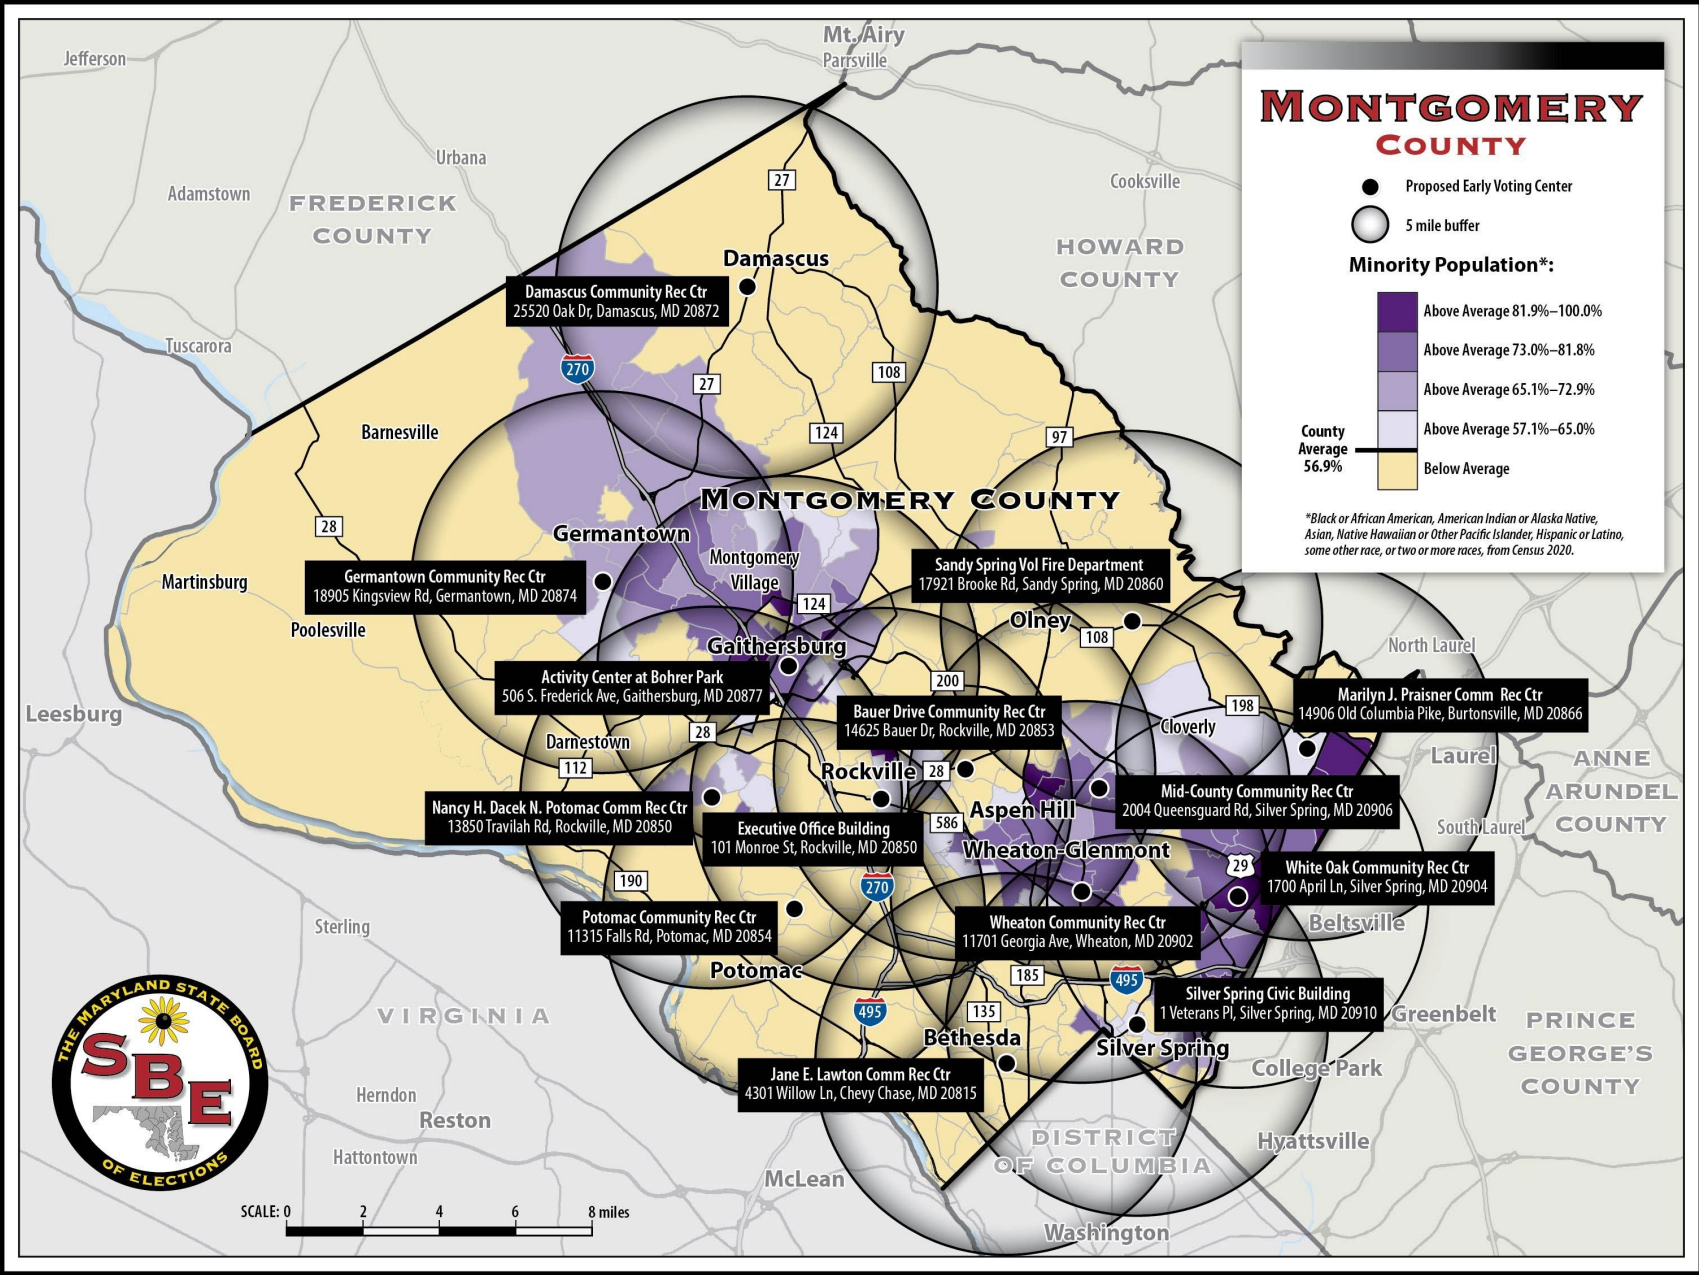 Mt. Airy
Parrsville
Jefferson
Urbana
Adamstown
FREDERICK
COUNTY
Cooksville
HOWARD
COUNTY
Tuscarora
MONTGOMERY
COUNTY
Proposed Early Voting Center
5 mile buffer
Minority Population*:
Above Average 81.9%–100.0%
Above Average 73.0%–81.8%
Above Average 65.1%–72.9%
Above Average 57.1%–65.0%
County
Average
56.9%
Below Average
*Black or African American, American Indian or Alaska Native,
Asian, Native Hawaiian or Other Pacific Islander, Hispanic or Latino,
some other race, or two or more races, from Census 2020.
27
Damascus
Damascus Community Rec Ctr
25520 Oak Dr, Damascus, MD 20872
270
27
108
Barnesville
124
97
MONTGOMERY COUNTY
28
Germantown
Montgomery
Village
Martinsburg
Germantown Community Rec Ctr
18905 Kingsview Rd, Germantown, MD 20874
Sandy Spring Vol Fire Department
17921 Brooke Rd, Sandy Spring, MD 20860
124
Poolesville
Olney
108
North Laurel
Gaithersburg
Activity Center at Bohrer Park
506 S. Frederick Ave, Gaithersburg, MD 20877
200
Marilyn J. Praisner Comm Rec Ctr
14906 Old Columbia Pike, Burtonsville, MD 20866
198
Leesburg
Bauer Drive Community Rec Ctr
14625 Bauer Dr, Rockville, MD 20853
Cloverly
28
Darnestown
112
Laurel
ANNE
ARUNDEL
COUNTY
Rockville
28
Mid-County Community Rec Ctr
2004 Queensguard Rd, Silver Spring, MD 20906
Nancy H. Dacek N. Potomac Comm Rec Ctr
13850 Travilah Rd, Rockville, MD 20850
Aspen Hill
586
South Laurel
Executive Office Building
101 Monroe St, Rockville, MD 20850
Wheaton-Glenmont
29
White Oak Community Rec Ctr
1700 April Ln, Silver Spring, MD 20904
190
270
Sterling
Potomac Community Rec Ctr
11315 Falls Rd, Potomac, MD 20854
Wheaton Community Rec Ctr
11701 Georgia Ave, Wheaton, MD 20902
Beltsville
Potomac
185
495
Silver Spring Civic Building
1 Veterans Pl, Silver Spring, MD 20910
VIRGINIA
495
135
Greenbelt
PRINCE
GEORGE'S
COUNTY
Bethesda
Silver Spring
College Park
Jane E. Lawton Comm Rec Ctr
4301 Willow Ln, Chevy Chase, MD 20815
THE MARYLAND STATE BOARD
SBE
OF ELECTIONS
Herndon
Reston
Hattontown
DISTRICT
OF COLUMBIA
Hyattsville
McLean
SCALE: 0 2 4 6 8 miles
Washington